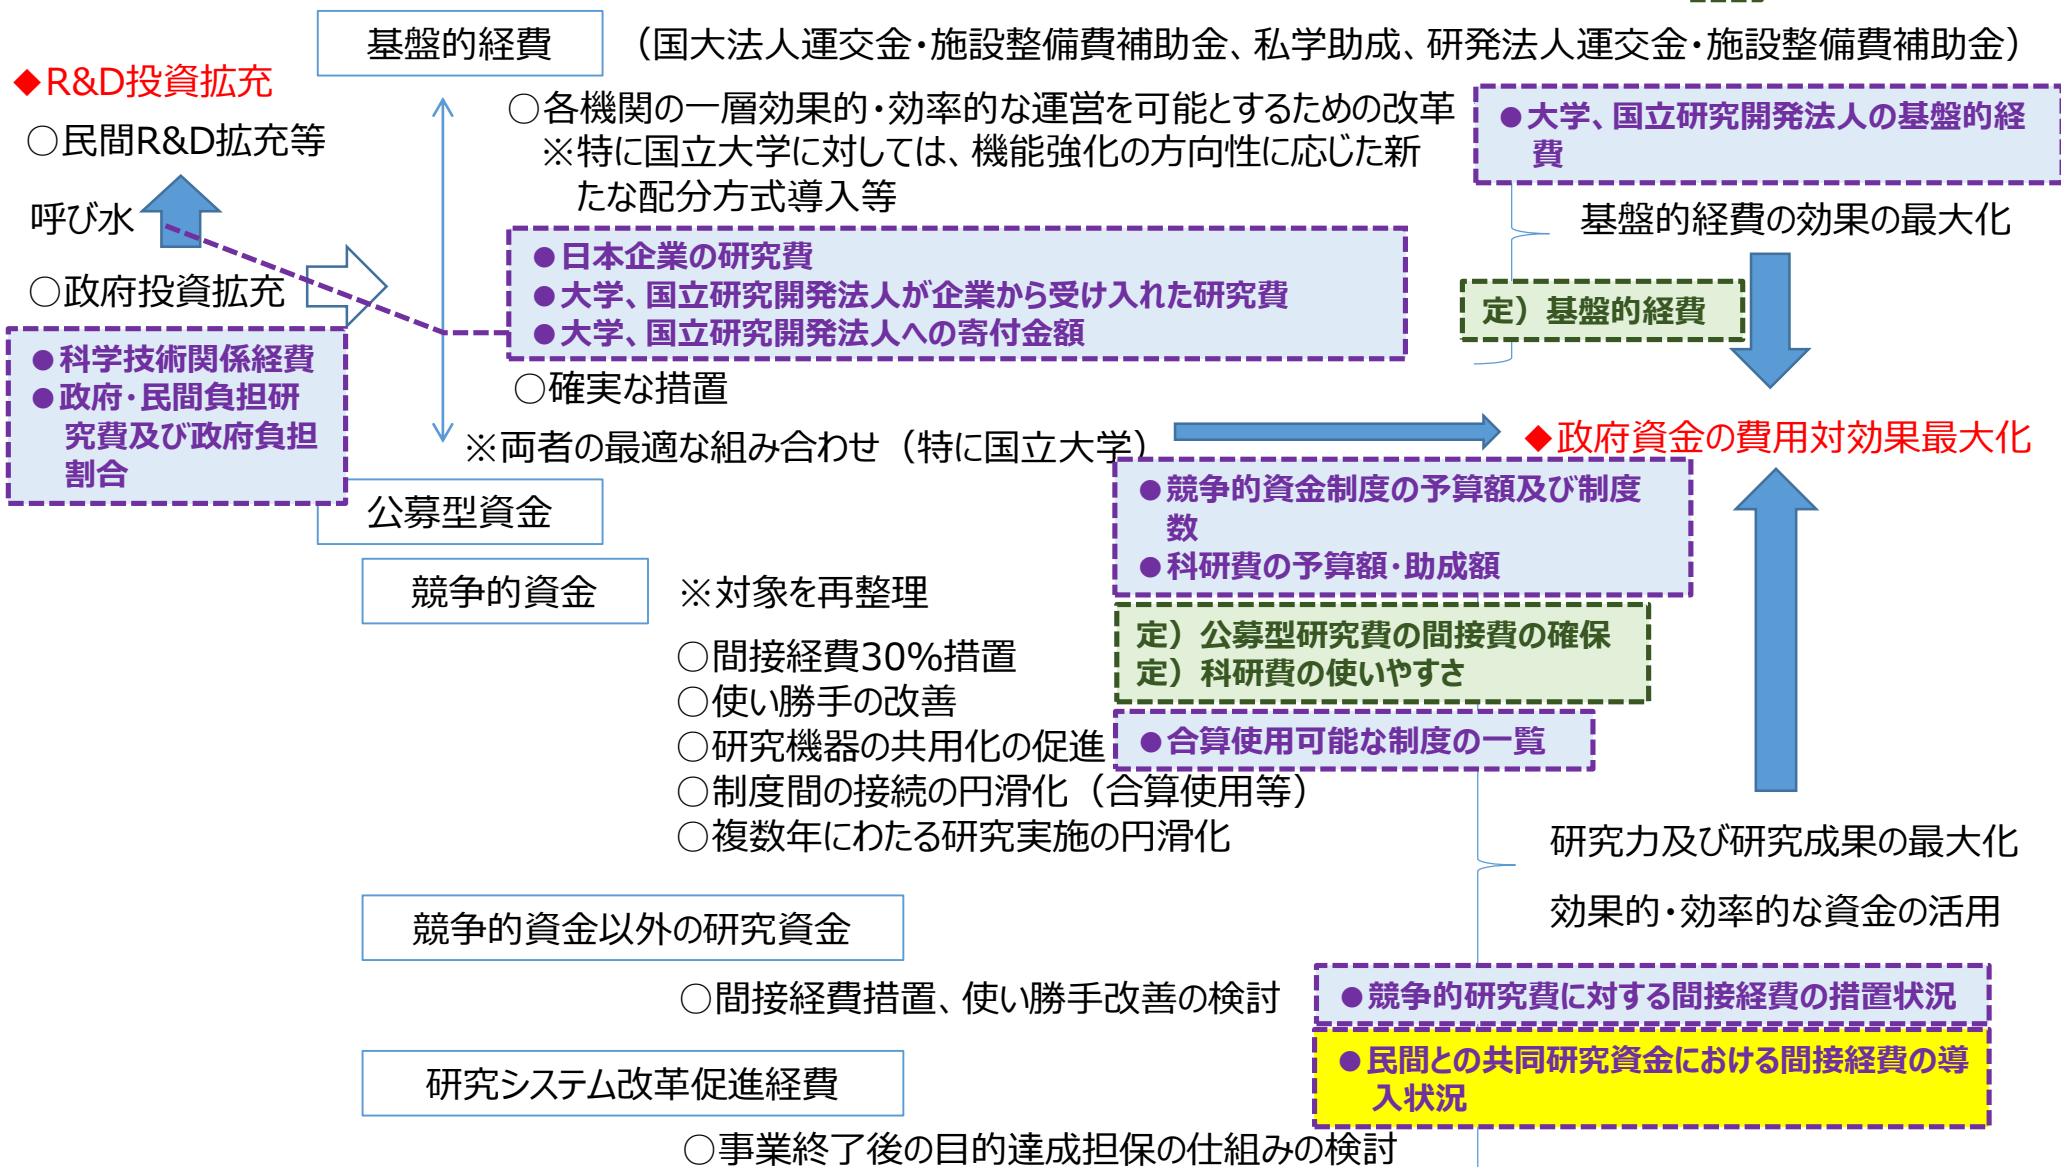 基盤的経費
（国大法人運交金・施設整備費補助金、私学助成、研発法人運交金・施設整備費補助金）
◆R&D投資拡充
○民間R&D拡充等
呼び水
○政府投資拡充
●科学技術関係経費
●政府・民間負担研
究費及び政府負担
割合
○各機関の一層効果的・効率的な運営を可能とするための改革
※特に国立大学に対しては、機能強化の方向性に応じた新
たな配分方式導入等
●日本企業の研究費
●大学、国立研究開発法人が企業から受け入れた研究費
●大学、国立研究開発法人への寄付金額
○確実な措置
※両者の最適な組み合わせ（特に国立大学）
●大学、国立研究開発法人の基盤的経
費
基盤的経費の効果の最大化
定）基盤的経費
◆政府資金の費用対効果最大化
公募型資金
●競争的資金制度の予算額及び制度
数
●科研費の予算額・助成額
競争的資金
※対象を再整理
定）公募型研究費の間接費の確保
定）科研費の使いやすさ
○間接経費30%措置
○使い勝手の改善
○研究機器の共用化の促進
○制度間の接続の円滑化（合算使用等）
○複数年にわたる研究実施の円滑化
●合算使用可能な制度の一覧
研究力及び研究成果の最大化
効果的・効率的な資金の活用
競争的資金以外の研究資金
○間接経費措置、使い勝手改善の検討
●競争的研究費に対する間接経費の措置状況
●民間との共同研究資金における間接経費の導
入状況
研究システム改革促進経費
○事業終了後の目的達成担保の仕組みの検討